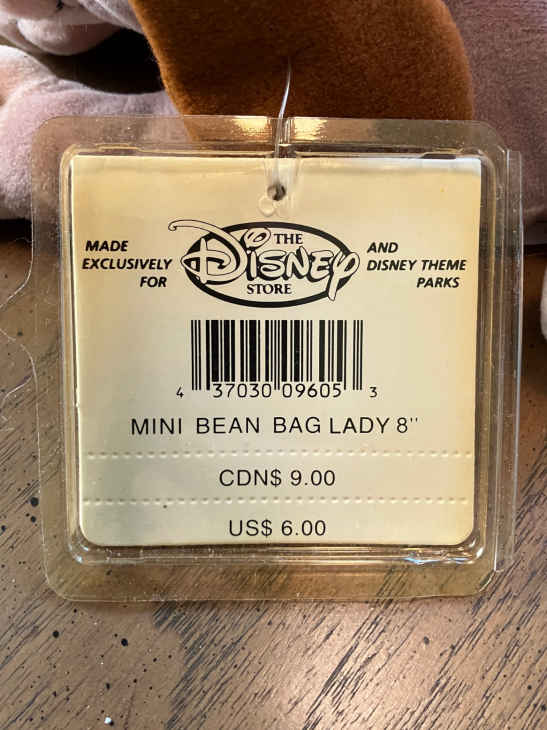 MADE
EXCLUSIVELY
FOR
THE
DISNEY
STORE
AND
DISNEY THEME
PARKS
4 37030 09605 3
MINI BEAN BAG LADY 8"
CDN$ 9.00
US$ 6.00